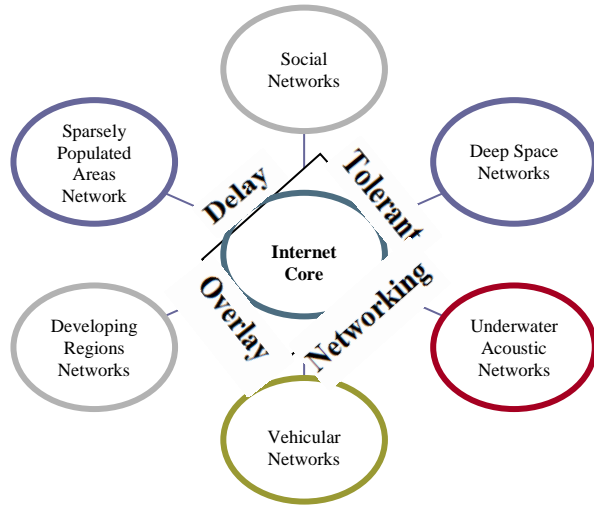 Social
Networks
Sparsely
Populated
Areas
Network
Delay
Tolerant
Deep Space
Networks
Internet
Core
Developing
Regions
Networks
Overlay
Networking
Underwater
Acoustic
Networks
Vehicular
Networks